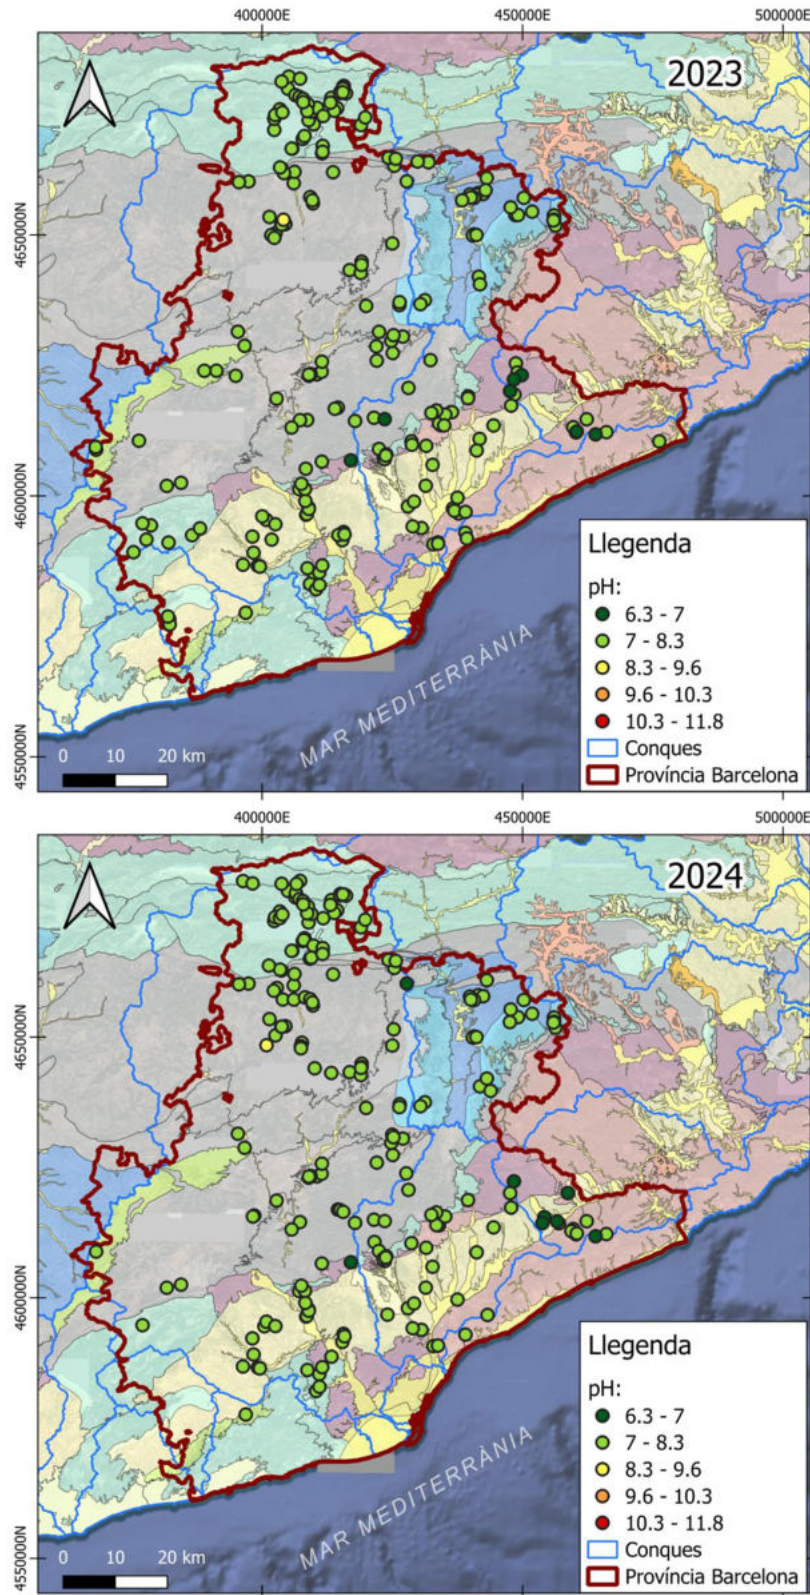 400000E
450000E
500000E
2023
4650000N
4600000N
4550000N
MAR MEDITERRÀNIA
0 10 20 km
Llegenda
pH:
6.3 - 7
7 - 8.3
8.3 - 9.6
9.6 - 10.3
10.3 - 11.8
Conques
Província Barcelona
400000E
450000E
500000E
2024
4650000N
4600000N
4550000N
MAR MEDITERRÀNIA
0 10 20 km
Llegenda
pH:
6.3 - 7
7 - 8.3
8.3 - 9.6
9.6 - 10.3
10.3 - 11.8
Conques
Província Barcelona